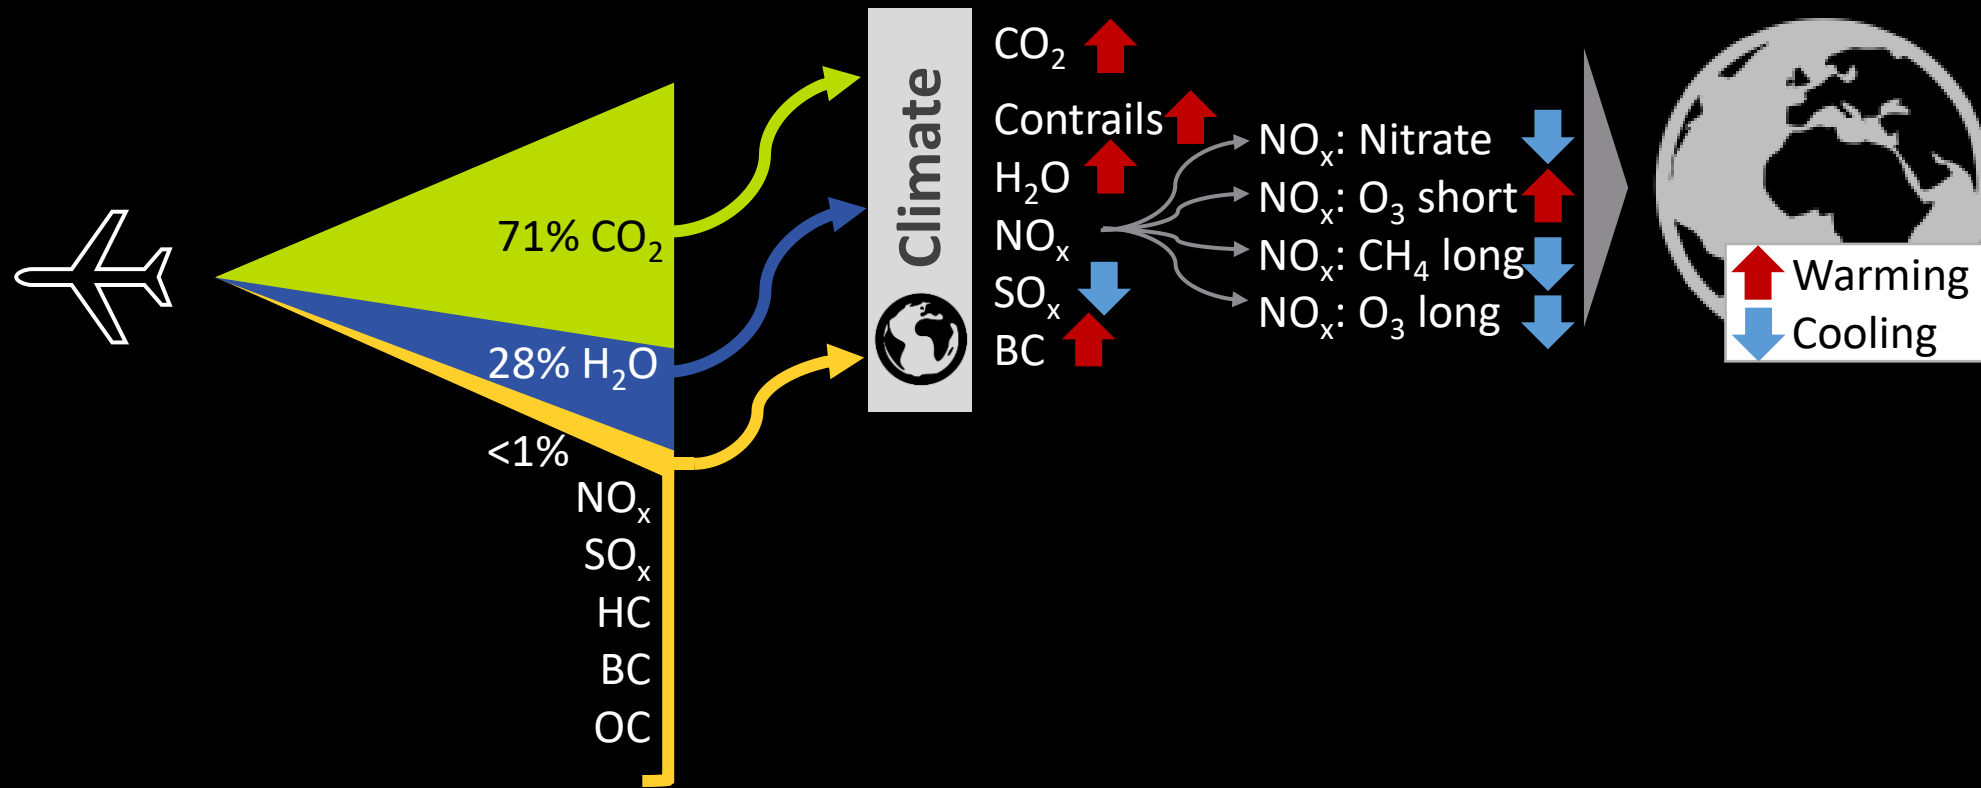 71% CO₂
28% H₂O
<1%
NOₓ
SOₓ
HC
BC
OC
Climate
CO₂
Contrails
H₂O
NOₓ
SOₓ
BC
NOₓ: Nitrate
NOₓ: O₃ short
NOₓ: CH₄ long
NOₓ: O₃ long
Warming
Cooling